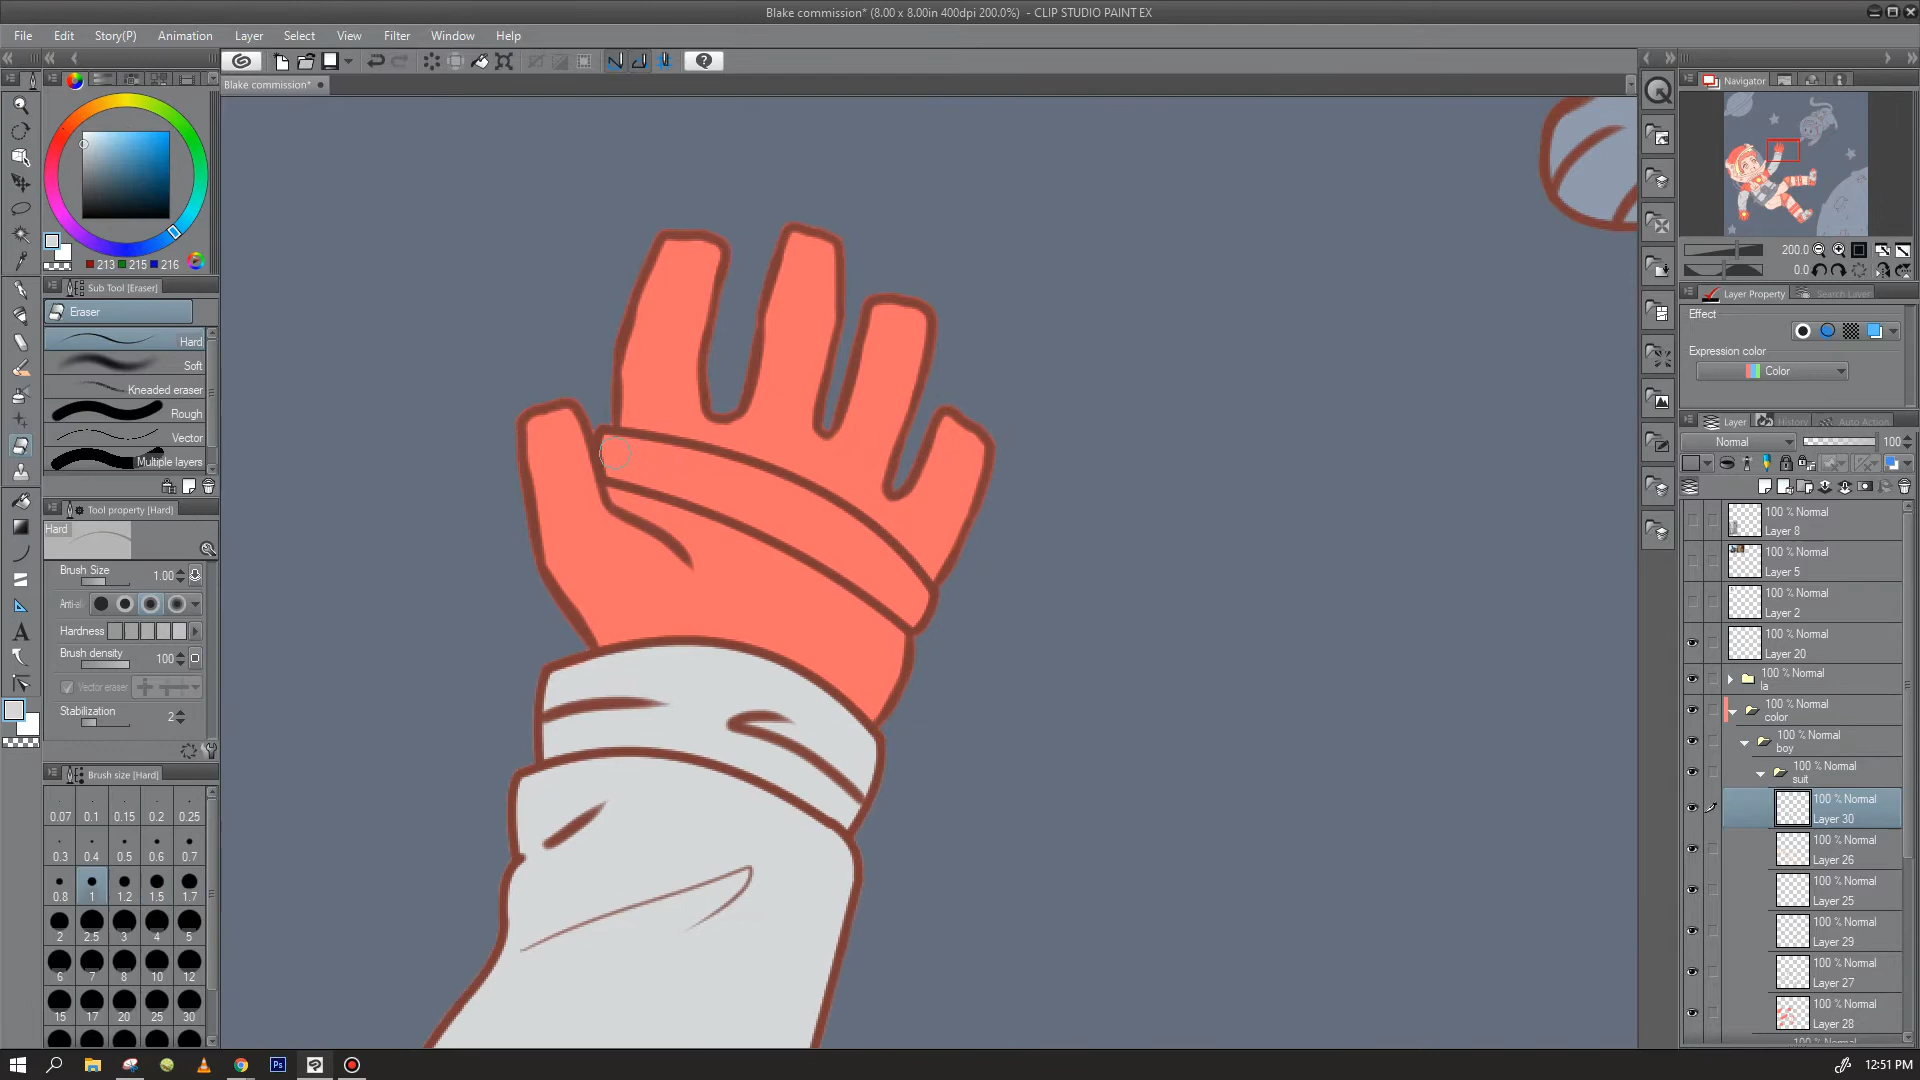 Blake commission* (8.00 x 8.00in 400dpi 200.0%)  - CLIP STUDIO PAINT EX
File Edit Story(P) Animation Layer Select View Filter Window Help
Blake commission*
Navigator
213 215 216
200.0
0.0
Sub Tool [Eraser]
Eraser
Hard
Soft
Kneaded eraser
Rough
Vector
Multiple layers
Tool property [Hard]
Hard
Brush Size 1.00
Anti-ali
Hardness
Brush density 100
Vector eraser
Stabilization 2
Brush size [Hard]
0.07 0.1 0.15 0.2 0.25
0.3 0.4 0.5 0.6 0.7
0.8 1 1.2 1.5 1.7
2 2.5 3 4 5
6 7 8 10 12
15 17 20 25 30
Layer Property Search Layer
Effect
Expression color
Color
Layer History Auto Action
Normal 100
100 % Normal
Layer 8
100 % Normal
Layer 5
100 % Normal
Layer 2
100 % Normal
Layer 20
100 % Normal
la
100 % Normal
color
100 % Normal
boy
100 % Normal
suit
100 % Normal
Layer 30
100 % Normal
Layer 26
100 % Normal
Layer 25
100 % Normal
Layer 29
100 % Normal
Layer 27
100 % Normal
Layer 28
Ps
12:51 PM